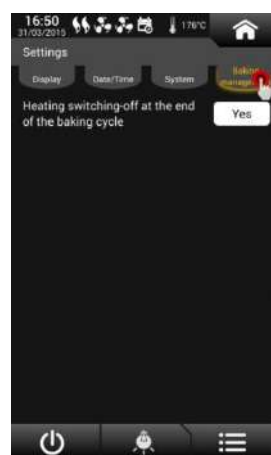 16:50
31/03/2015
176°C
Settings
Display Date/Time System Baking
Heating switching-off at the end
of the baking cycle
Yes